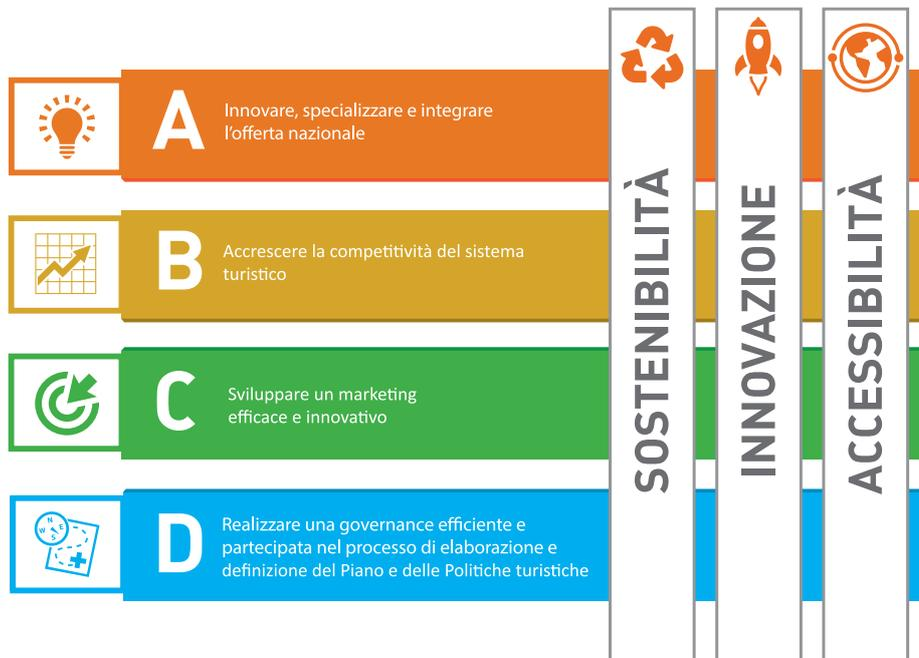 A
Innovare, specializzare e integrare
l'offerta nazionale
B
Accrescere la competitività del sistema
turistico
C
Sviluppare un marketing
efficace e innovativo
D
Realizzare una governance efficiente e
partecipata nel processo di elaborazione e
definizione del Piano e delle Politiche turistiche
N
W E
S
SOSTENIBILITÀ
INNOVAZIONE
ACCESSIBILITÀ